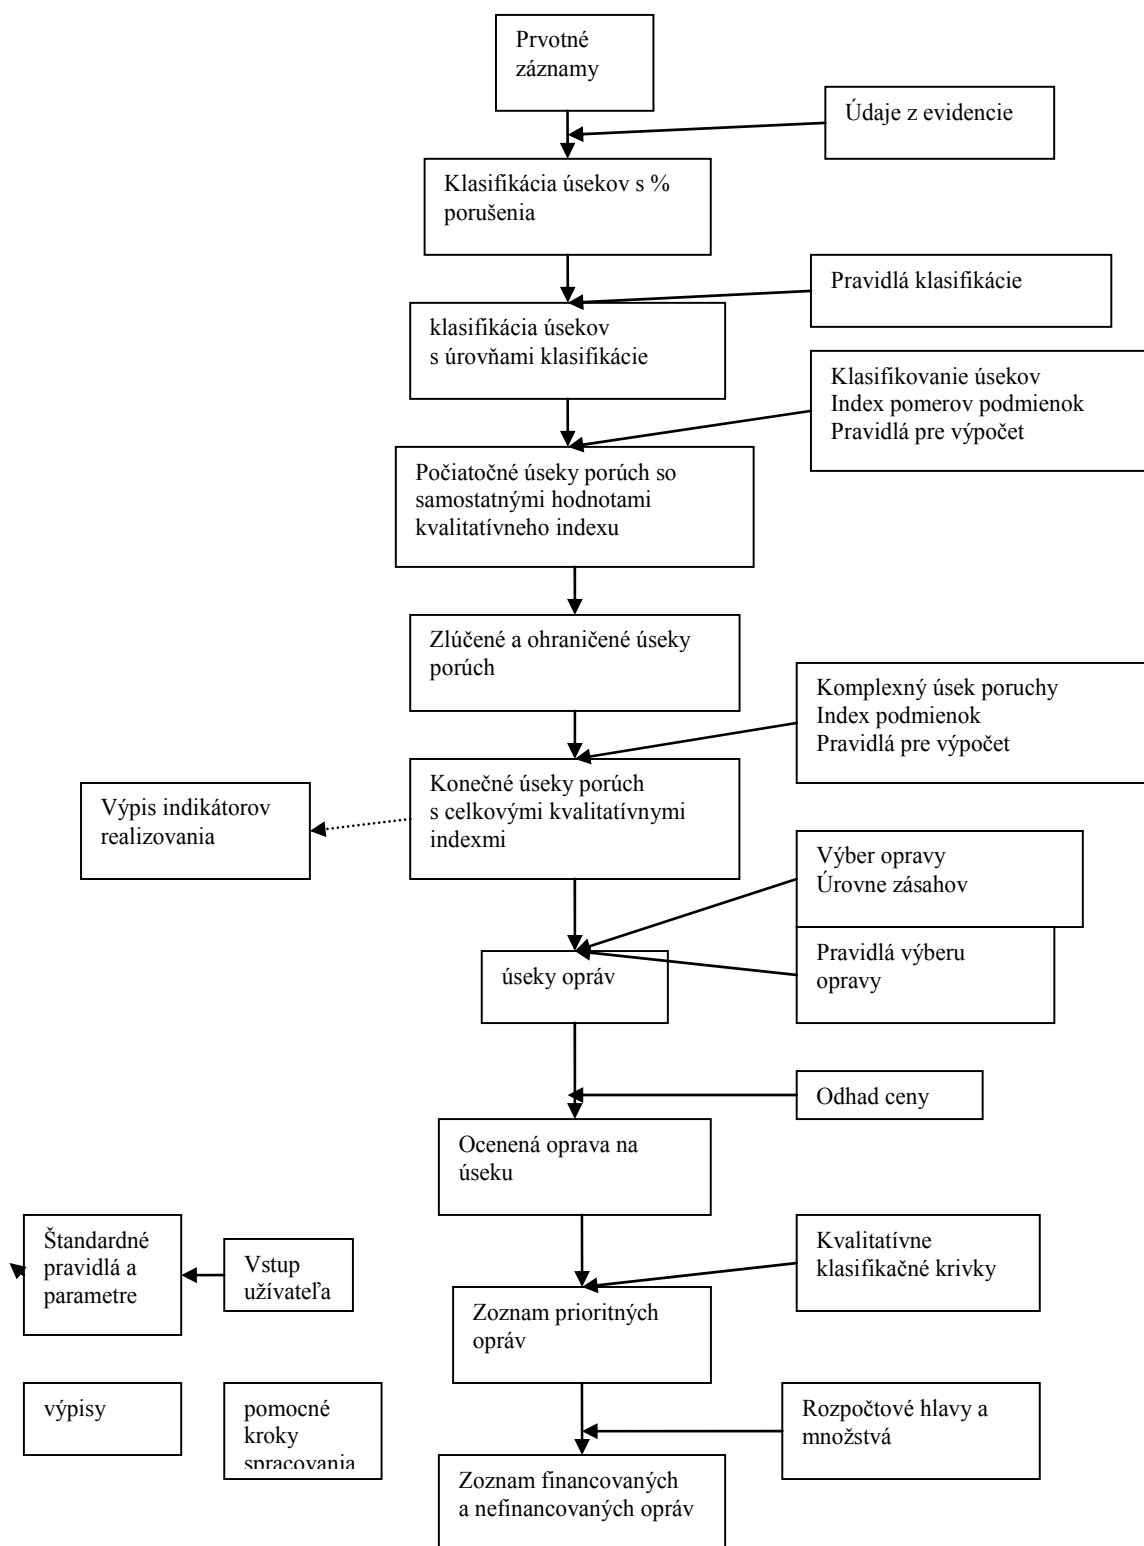 Prvotné
záznamy
Údaje z evidencie
Klasifikácia úsekov s %
porušenia
Pravidlá klasifikácie
klasifikácia úsekov
s úrovňami klasifikácie
Klasifikovanie úsekov
Index pomerov podmienok
Pravidlá pre výpočet
Počiatočné úseky porúch so
samostatnými hodnotami
kvalitatívneho indexu
Zlúčené a ohraničené úseky
porúch
Komplexný úsek poruchy
Index podmienok
Pravidlá pre výpočet
Konečné úseky porúch
s celkovými kvalitatívnymi
indexmi
Výpis indikátorov
realizovania
Výber opravy
Úrovne zásahov
Pravidlá výberu
opravy
úseky opráv
Odhad ceny
Ocenená oprava na
úseku
Štandardné
pravidlá a
parametre
Vstup
užívateľa
Kvalitatívne
klasifikačné krivky
Zoznam prioritných
opráv
výpisy
pomocné
kroky
spracovania
Rozpočtové hlavy a
množstvá
Zoznam financovaných
a nefinancovaných opráv